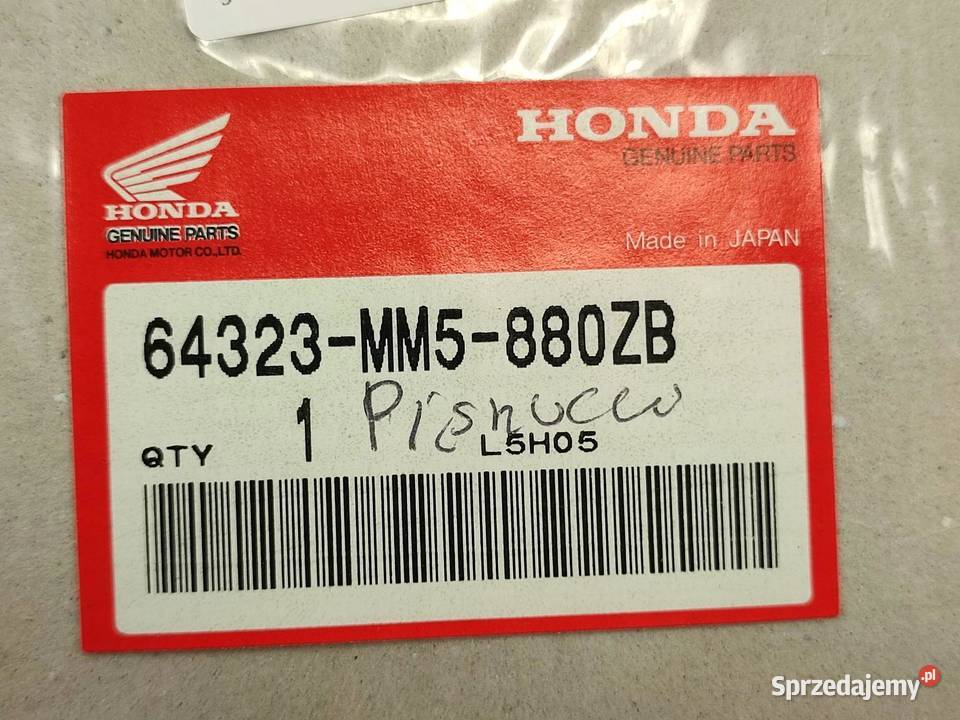 HONDA
GENUINE PARTS
HONDA
GENUINE PARTS
HONDA MOTOR CO.,LTD.
Made in JAPAN
64323-MM5-880ZB
QTY 1
L5H05
Sprzedajemy.pl